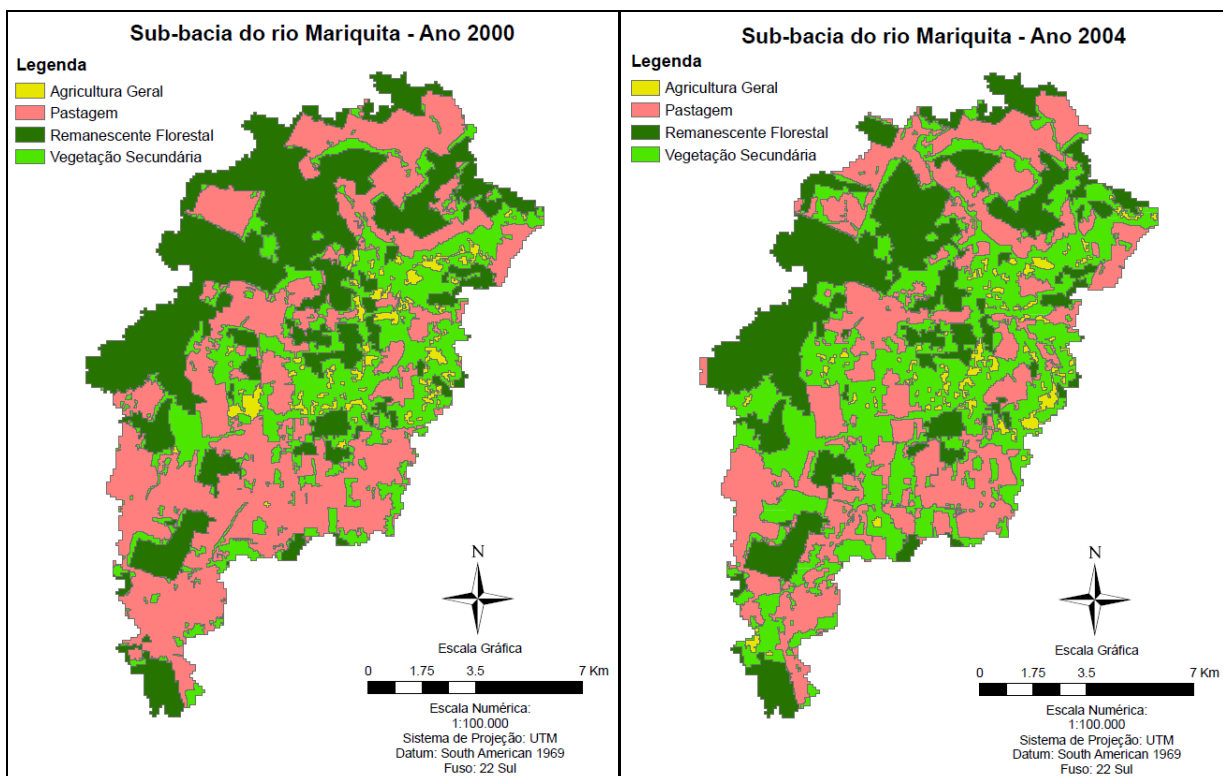 Sub-bacia do rio Mariquita - Ano 2000
Legenda
Agricultura Geral
Pastagem
Remanescente Florestal
Vegetação Secundária
N
Escala Gráfica
0 1.75 3.5 7 Km
Escala Numérica:
1:100.000
Sistema de Projeção: UTM
Datum: South American 1969
Fuso: 22 Sul
Sub-bacia do rio Mariquita - Ano 2004
Legenda
Agricultura Geral
Pastagem
Remanescente Florestal
Vegetação Secundária
N
Escala Gráfica
0 1.75 3.5 7 Km
Escala Numérica:
1:100.000
Sistema de Projeção: UTM
Datum: South American 1969
Fuso: 22 Sul